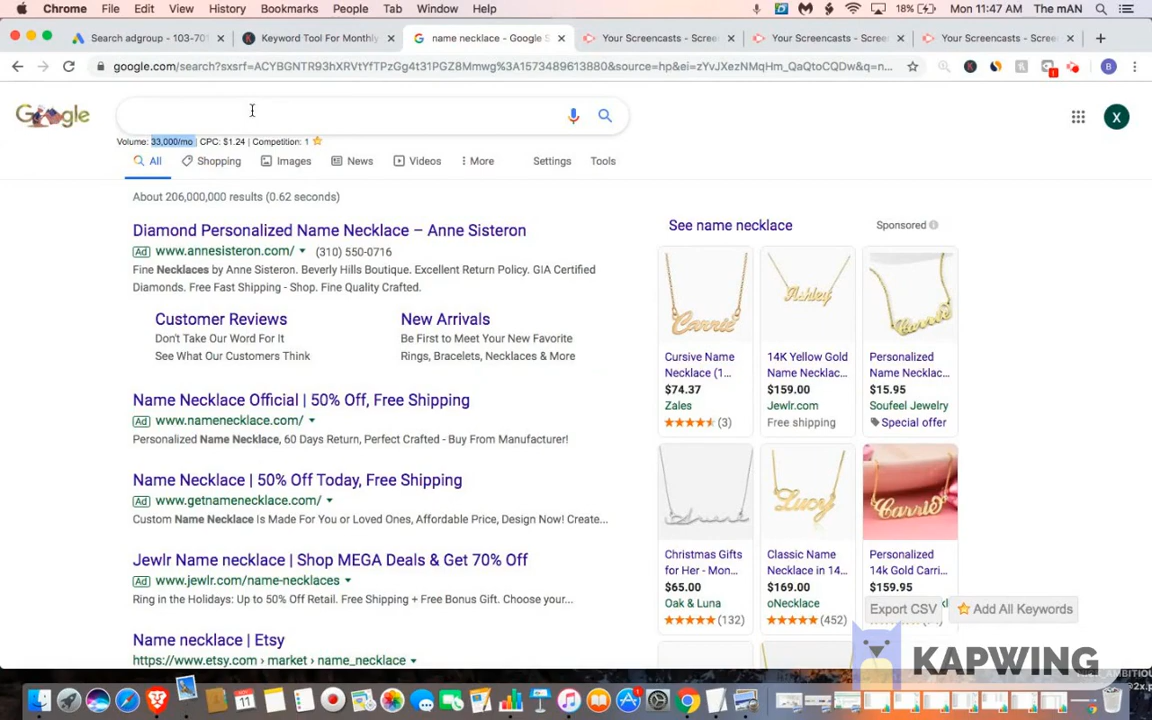 Chrome File Edit View History Bookmarks People Tab Window Help 18% Mon 11:47 AM The mAN
Search adgroup - 103-701 Keyword Tool For Monthly name necklace - Google S Your Screencasts - Scree Your Screencasts - Scree Your Screencasts - Scree
google.com/search?sxsrf=ACYBGNTR93hXRVtYfTPzGg4t31PGZ8Mmwg%3A1573489613880&source=hp&ei=zYvJXezNMqHm_QaQtoCQDw&q=n...
Google
X
Volume: 33,000/mo | CPC: $1.24 | Competition: 1
All Shopping Images News Videos More Settings Tools
About 206,000,000 results (0.62 seconds)
Diamond Personalized Name Necklace – Anne Sisteron
Ad www.annesisteron.com/ (310) 550-0716
Fine Necklaces by Anne Sisteron. Beverly Hills Boutique. Excellent Return Policy. GIA Certified
Diamonds. Free Fast Shipping - Shop. Fine Quality Crafted.
Customer Reviews
Don't Take Our Word For It
See What Our Customers Think
New Arrivals
Be First to Meet Your New Favorite
Rings, Bracelets, Necklaces & More
Name Necklace Official | 50% Off, Free Shipping
Ad www.namenecklace.com/
Personalized Name Necklace, 60 Days Return, Perfect Crafted - Buy From Manufacturer!
Name Necklace | 50% Off Today, Free Shipping
Ad www.getnamenecklace.com/
Custom Name Necklace Is Made For You or Loved Ones, Affordable Price, Design Now! Create...
Jewlr Name necklace | Shop MEGA Deals & Get 70% Off
Ad www.jewlr.com/name-necklaces
Ring in the Holidays: Up to 50% Off Retail. Free Shipping + Free Bonus Gift. Choose your...
Name necklace | Etsy
https://www.etsy.com › market › name_necklace
See name necklace Sponsored
Carrie
Cursive Name
Necklace (1...
$74.37
Zales
(3)
Ashley
14K Yellow Gold
Name Necklac...
$159.00
Jewlr.com
Free shipping
Carrie
Personalized
Name Necklac...
$15.95
Soufeel Jewelry
Special offer
Christmas Gifts
for Her - Mon...
$65.00
Oak & Luna
(132)
Lucy
Classic Name
Necklace in 14...
$169.00
oNecklace
(452)
Carrie
Personalized
14k Gold Carri...
$159.95
Export CSV Add All Keywords
KAPWING